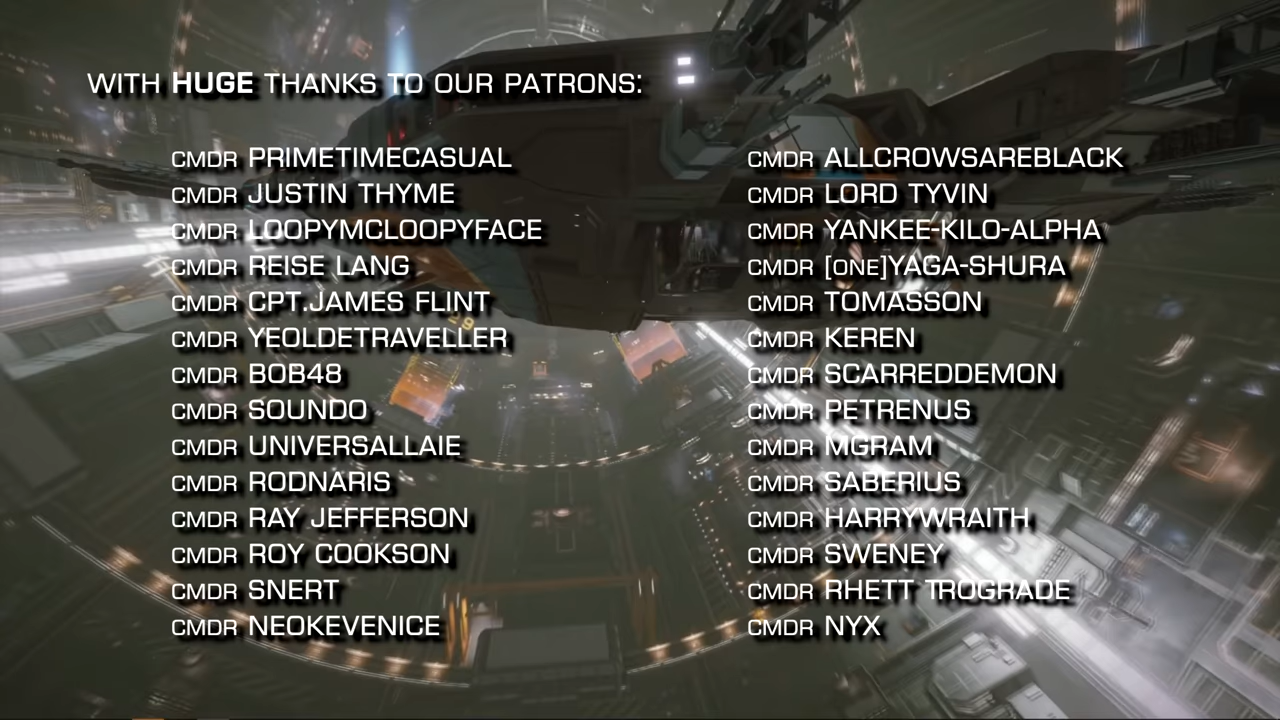 WITH HUGE THANKS TO OUR PATRONS:
CMDR PRIMETIMECASUAL
CMDR JUSTIN THYME
CMDR LOOPYMCLOOPYFACE
CMDR REISE LANG
CMDR CPT.JAMES FLINT
CMDR YEOLDETRAVELLER
CMDR BOB48
CMDR SOUNDO
CMDR UNIVERSALLAIE
CMDR RODNARIS
CMDR RAY JEFFERSON
CMDR ROY COOKSON
CMDR SNERT
CMDR NEOKEVENICE
CMDR ALLCROWSAREBLACK
CMDR LORD TYVIN
CMDR YANKEE-KILO-ALPHA
CMDR [ONE]YAGA-SHURA
CMDR TOMASSON
CMDR KEREN
CMDR SCARREDDEMON
CMDR PETRENUS
CMDR MGRAM
CMDR SABERIUS
CMDR HARRYWRAITH
CMDR SWENEY
CMDR RHETT TROGRADE
CMDR NYX